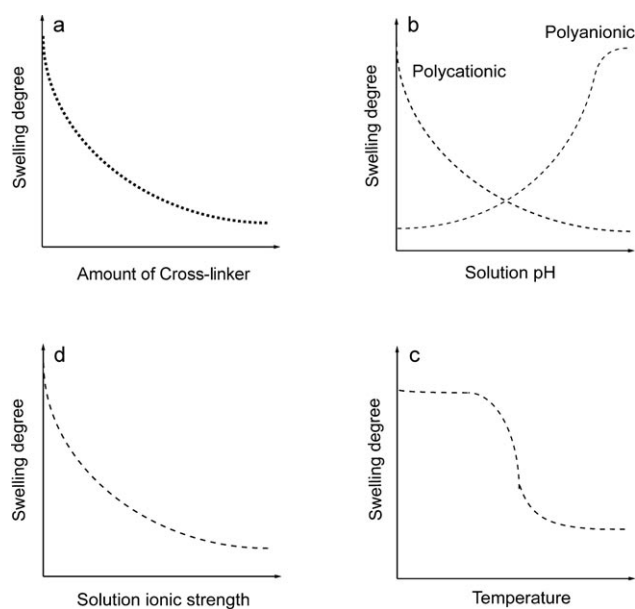 a
Swelling degree
Amount of Cross-linker
b
Polyanionic
Polycationic
Swelling degree
Solution pH
d
Swelling degree
Solution ionic strength
c
Swelling degree
Temperature